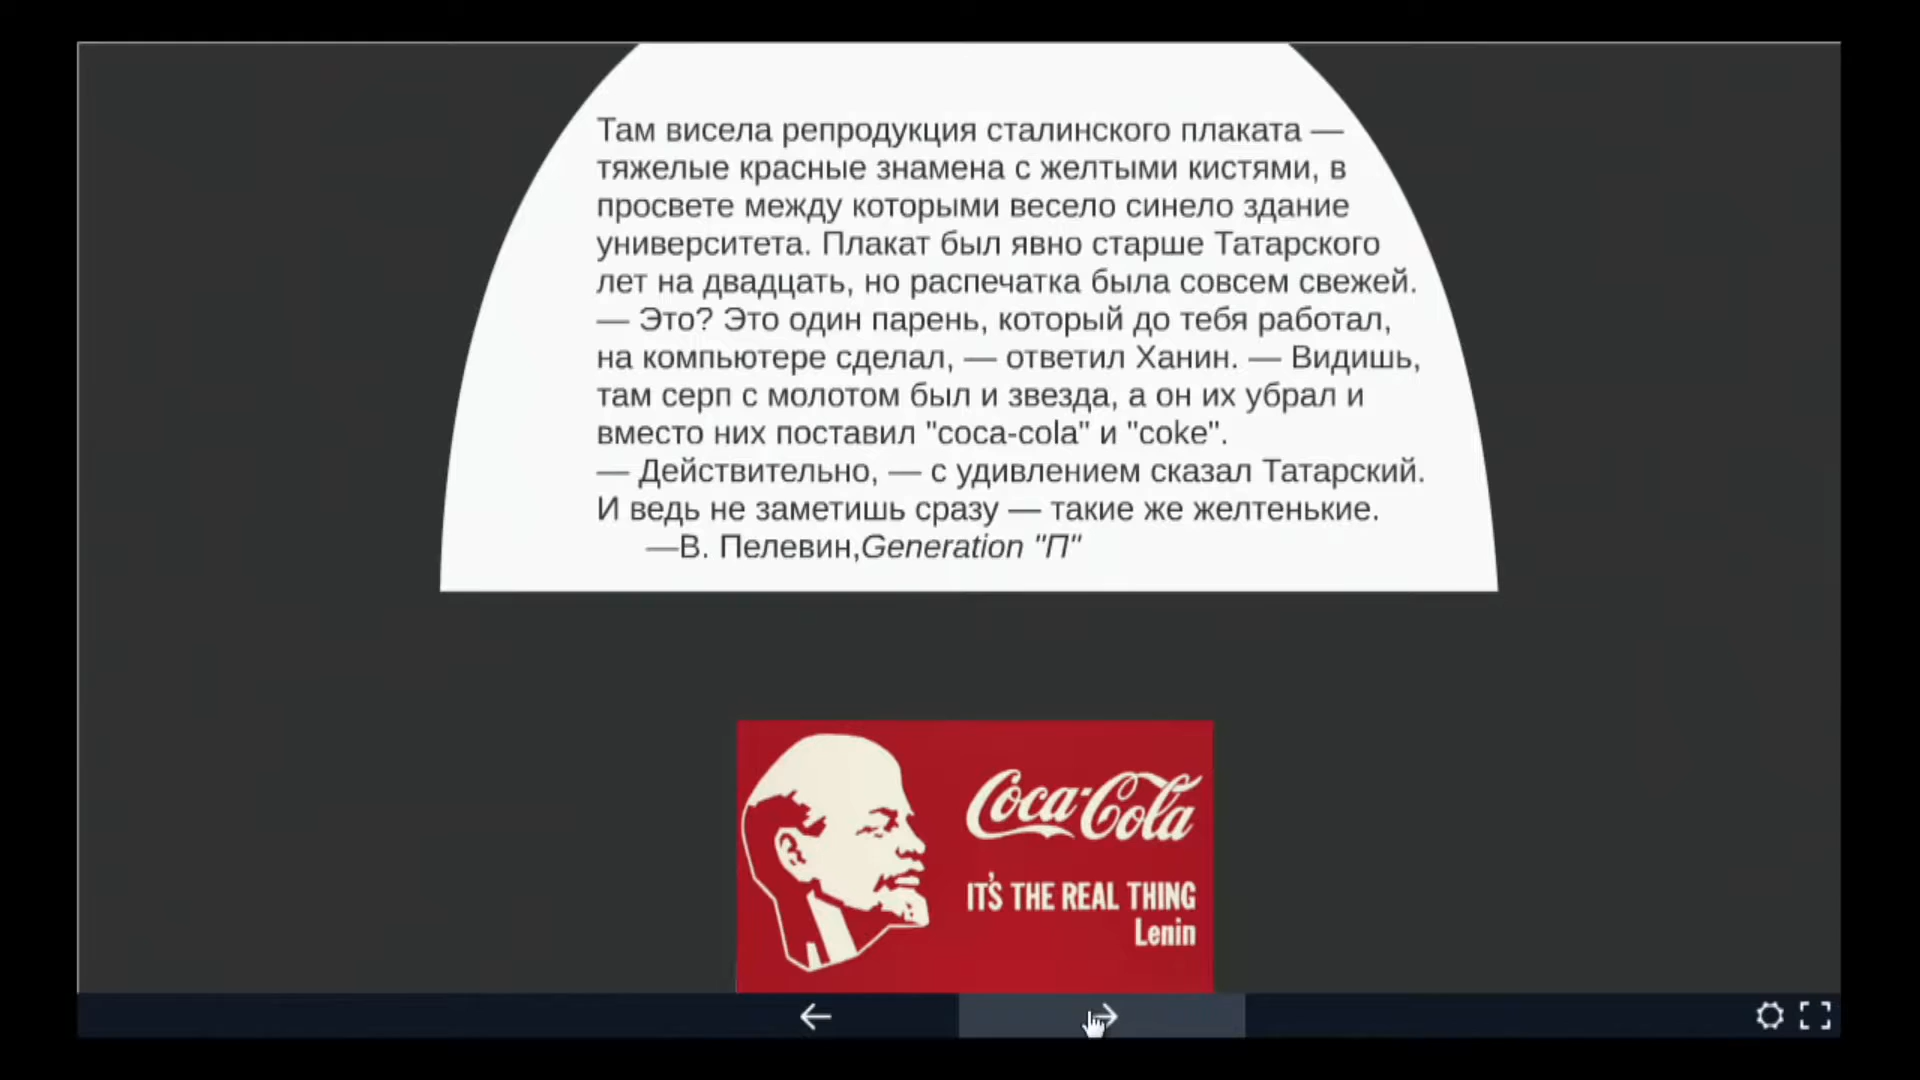 Там висела репродукция сталинского плаката —
тяжелые красные знамена с желтыми кистями, в
просвете между которыми весело синело здание
университета. Плакат был явно старше Татарского
лет на двадцать, но распечатка была совсем свежей.
— Это? Это один парень, который до тебя работал,
на компьютере сделал, — ответил Ханин. — Видишь,
там серп с молотом был и звезда, а он их убрал и
вместо них поставил "coca-cola" и "coke".
— Действительно, — с удивлением сказал Татарский.
И ведь не заметишь сразу — такие же желтенькие.
—В. Пелевин,Generation "П"
Coca-Cola
IT'S THE REAL THING
Lenin